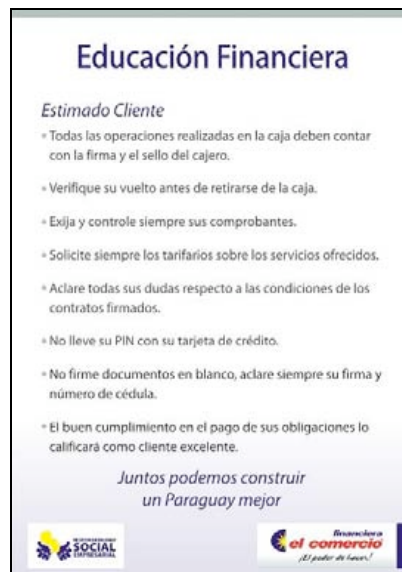 Educación Financiera
Estimado Cliente
Todas las operaciones realizadas en la caja deben contar
con la firma y el sello del cajero.
Verifique su vuelto antes de retirarse de la caja.
Exija y controle siempre sus comprobantes.
Solicite siempre los tarifarios sobre los servicios ofrecidos.
Aclare todas sus dudas respecto a las condiciones de los
contratos firmados.
No lleve su PIN con su tarjeta de crédito.
No firme documentos en blanco, aclare siempre su firma y
número de cédula.
El buen cumplimiento en el pago de sus obligaciones lo
calificará como cliente excelente.
Juntos podemos construir
un Paraguay mejor
SOCIAL
EMPRESARIAL
financiera
el comercio
¡El poder de hacer!